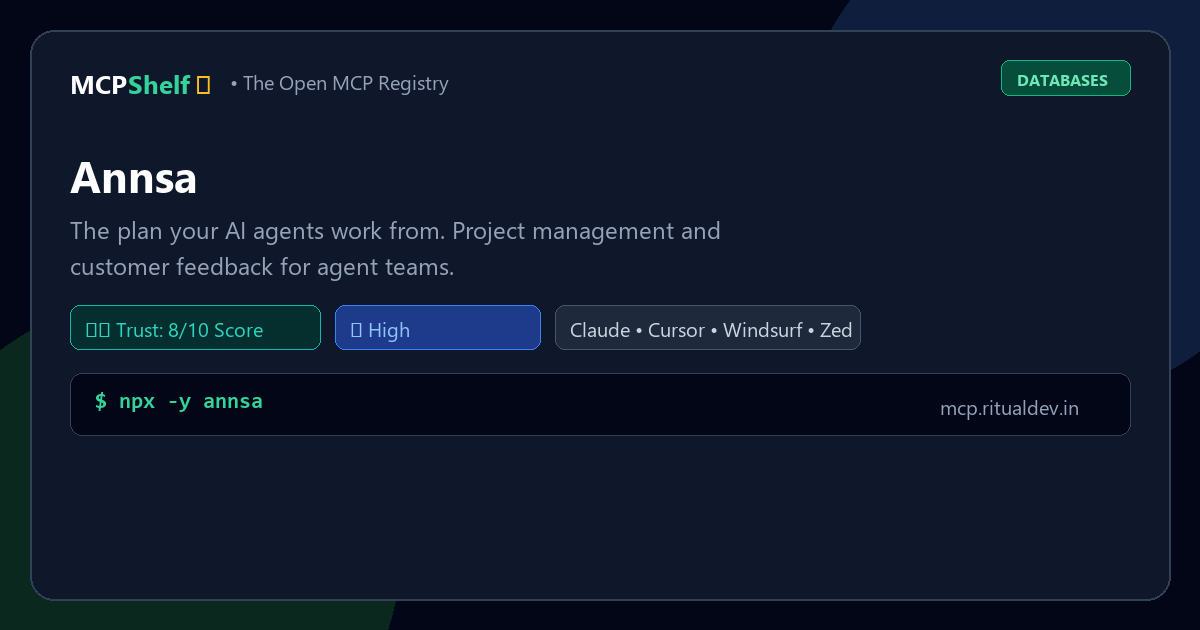 MCPShelf • The Open MCP Registry
DATABASES
Annsa
The plan your AI agents work from. Project management and
customer feedback for agent teams.
Trust: 8/10 Score
High
Claude • Cursor • Windsurf • Zed
$ npx -y annsa
mcp.ritualdev.in